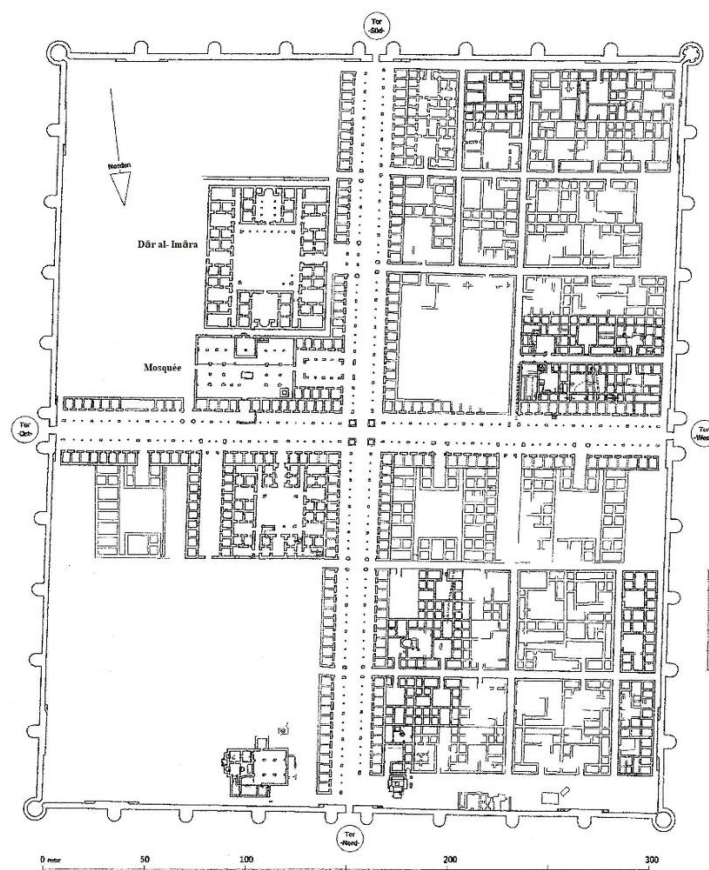 Tor
-Süd-
Norden
Dār al- Imāra
Mosquée
Tor
-Ost-
Tor
-West-
Tor
-Nord-
0 Meter 50 100 200 300